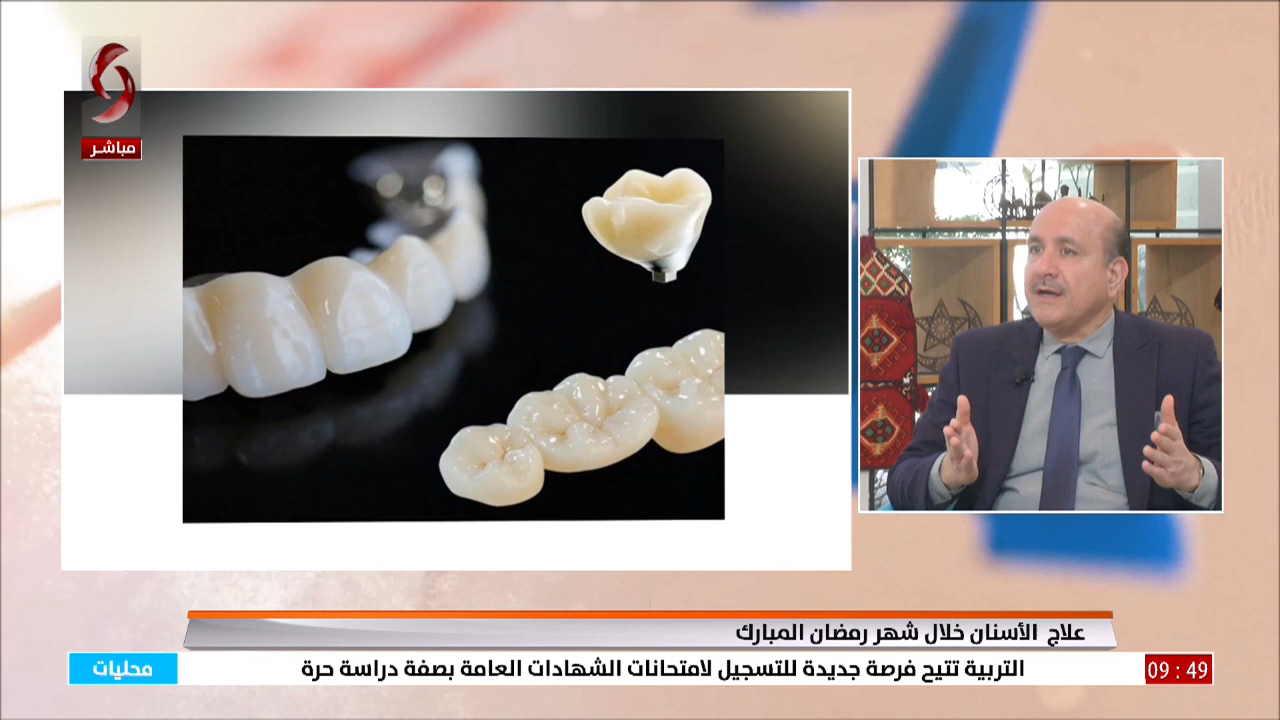 مباشر
علاج الأسنان خلال شهر رمضان المبارك
09 : 49
التربية تتيح فرصة جديدة للتسجيل لامتحانات الشهادات العامة بصفة دراسة حرة
محليات